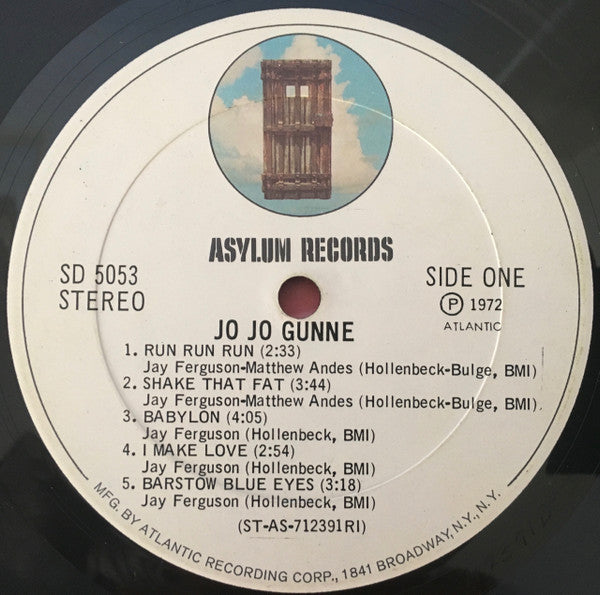 ASYLUM RECORDS
SD 5053
STEREO
SIDE ONE
Ⓟ 1972
ATLANTIC
JO JO GUNNE
1. RUN RUN RUN (2:33)
Jay Ferguson-Matthew Andes (Hollenbeck-Bulge, BMI)
2. SHAKE THAT FAT (3:44)
Jay Ferguson-Matthew Andes (Hollenbeck-Bulge, BMI)
3. BABYLON (4:05)
Jay Ferguson (Hollenbeck, BMI)
4. I MAKE LOVE (2:54)
Jay Ferguson (Hollenbeck, BMI)
5. BARSTOW BLUE EYES (3:18)
Jay Ferguson (Hollenbeck, BMI)
(ST-AS-712391RI)
MFG. BY ATLANTIC RECORDING CORP., 1841 BROADWAY, N.Y., N.Y.